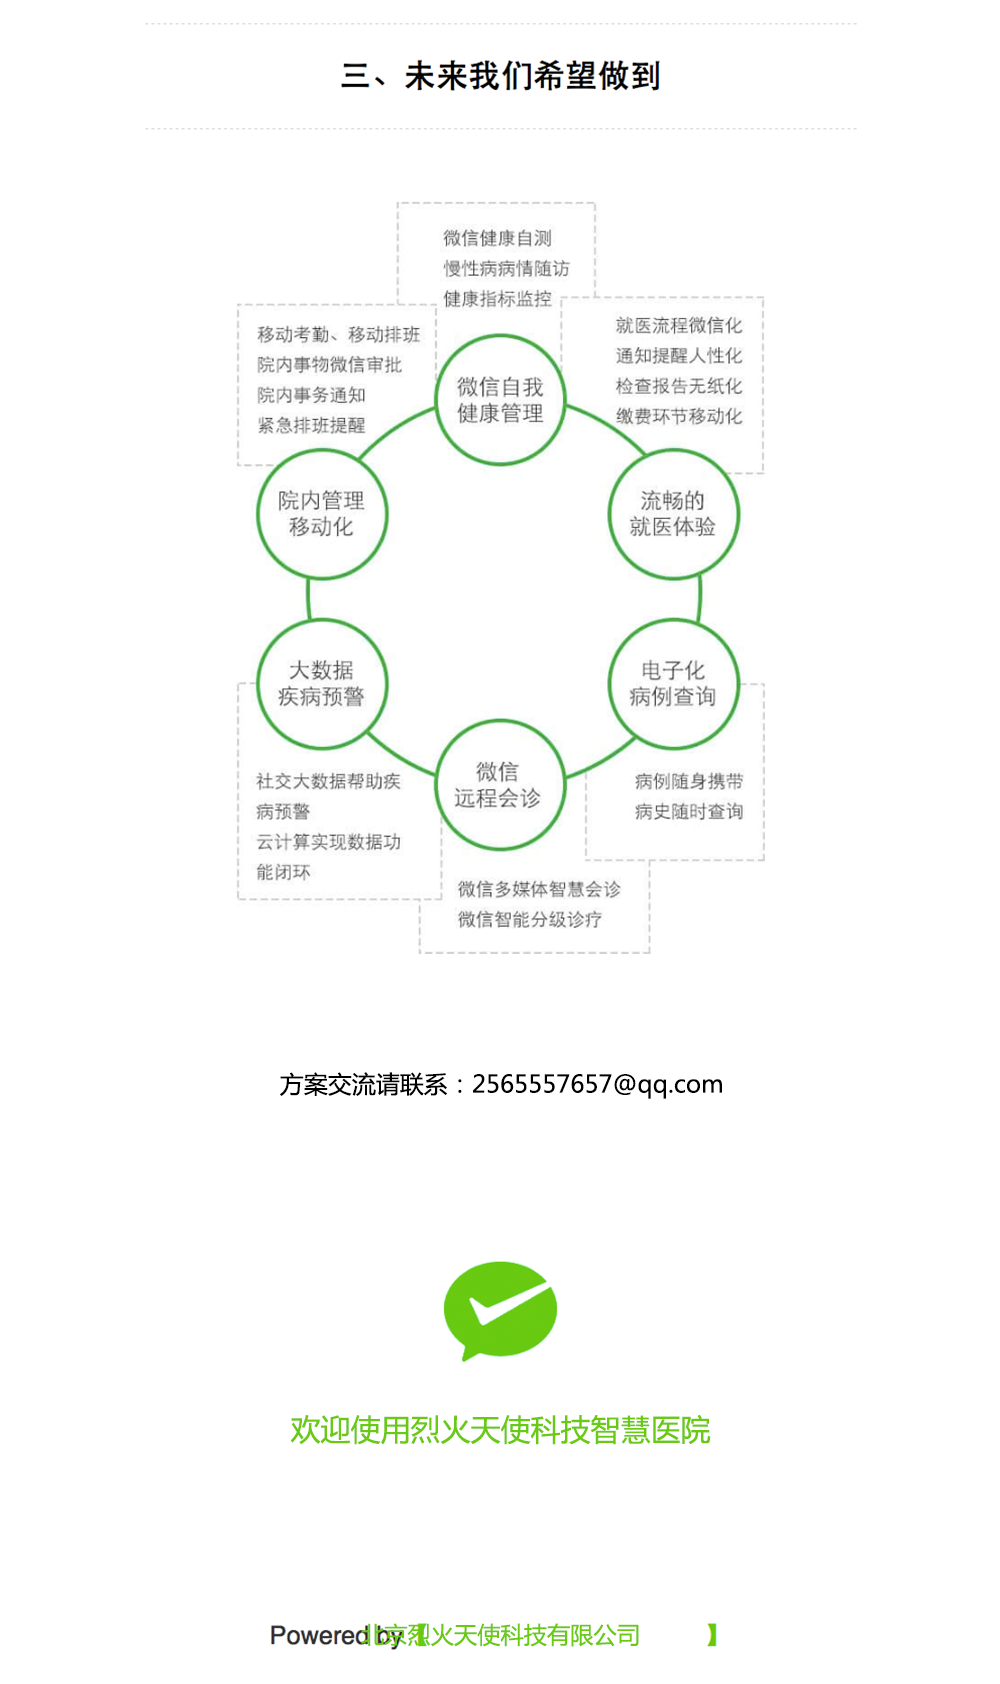 三、未来我们希望做到
微信健康自测
慢性病病情随访
健康指标监控
移动考勤、移动排班
院内事物微信审批
院内事务通知
紧急排班提醒
就医流程微信化
通知提醒人性化
检查报告无纸化
缴费环节移动化
微信自我
健康管理
院内管理
移动化
流畅的
就医体验
大数据
疾病预警
电子化
病例查询
微信
远程会诊
社交大数据帮助疾
病预警
云计算实现数据功
能闭环
病例随身携带
病史随时查询
微信多媒体智慧会诊
微信智能分级诊疗
方案交流请联系：2565557657@qq.com
欢迎使用烈火天使科技智慧医院
Powered by【北京烈火天使科技有限公司】